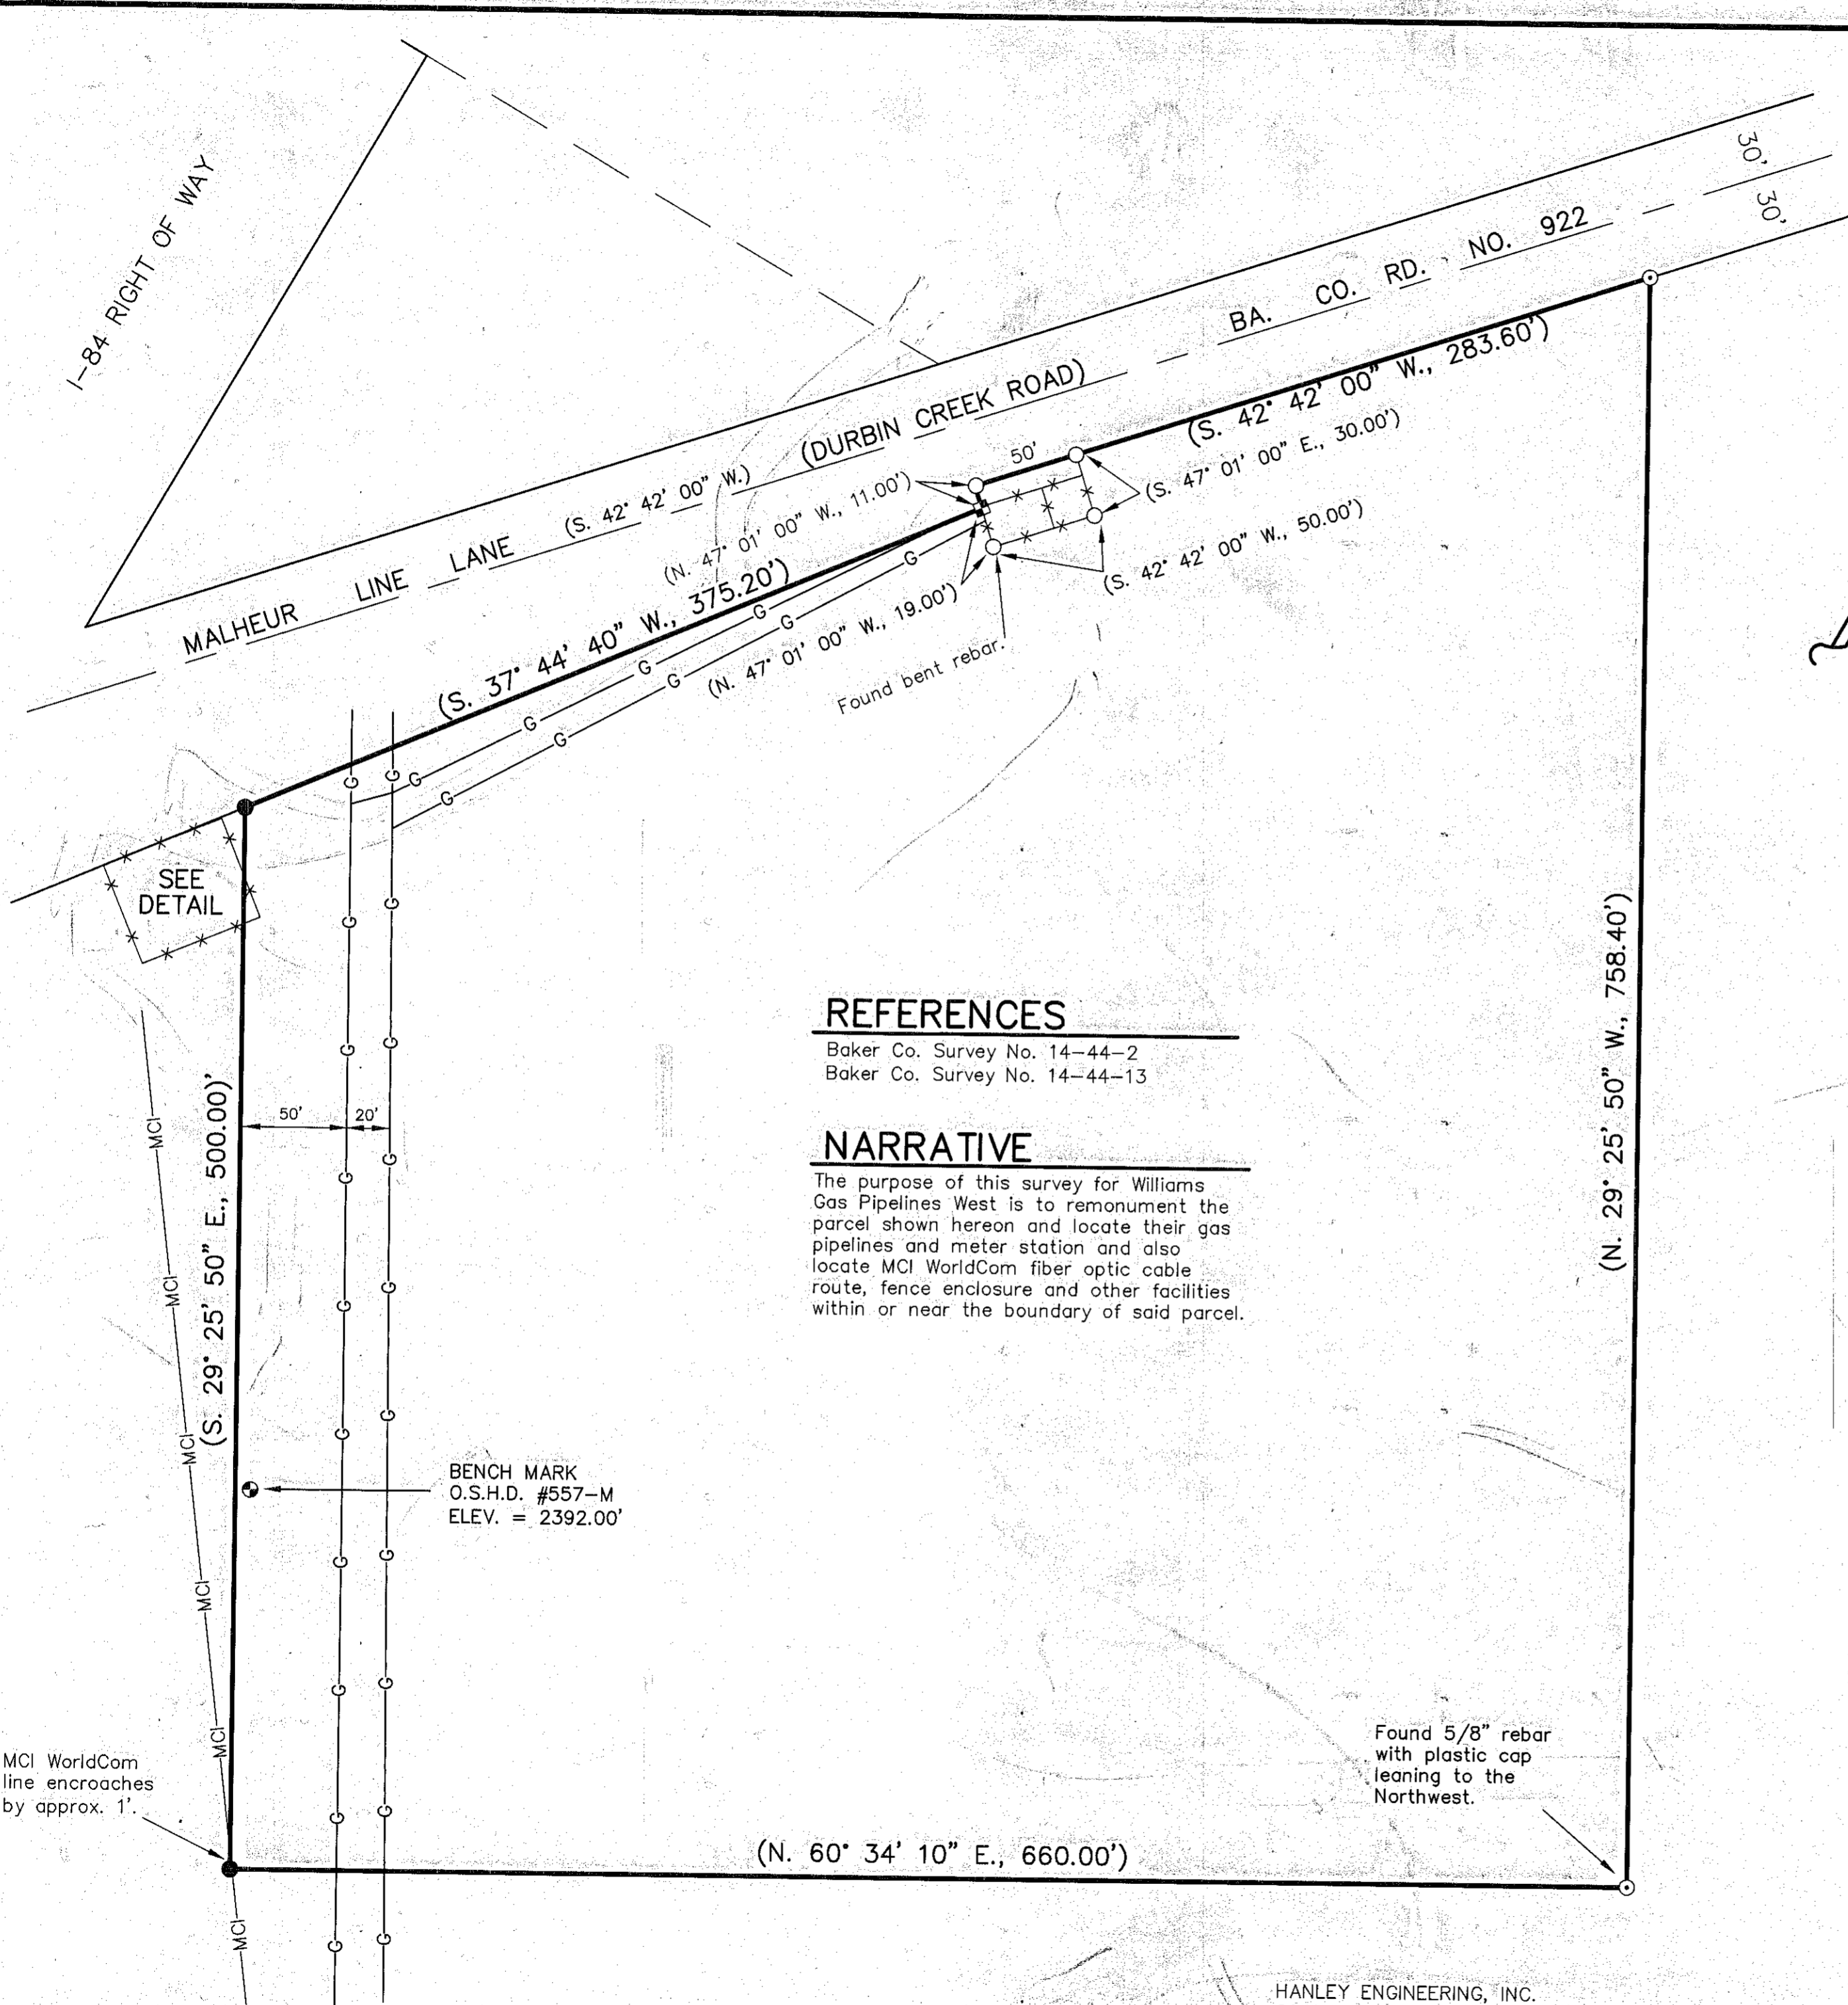 I-84 RIGHT OF WAY
30'
30'
MALHEUR LINE LANE (S. 42° 42' 00" W.) (DURBIN CREEK ROAD) BA. CO. RD. NO. 922
(S. 42° 42' 00" W., 283.60')
50'
(S. 47° 01' 00" E., 30.00')
(N. 47° 01' 00" W., 11.00')
(S. 42° 42' 00" W., 50.00')
(S. 37° 44' 40" W., 375.20')
(N. 47° 01' 00" W., 19.00')
Found bent rebar.
G G G G G G G G G
SEE
DETAIL
(N. 29° 25' 50" W., 758.40')
REFERENCES
Baker Co. Survey No. 14-44-2
Baker Co. Survey No. 14-44-13
(S. 29° 25' 50" E., 500.00)'
50'
20'
NARRATIVE
The purpose of this survey for Williams
Gas Pipelines West is to remonument the
parcel shown hereon and locate their gas
pipelines and meter station and also
locate MCI WorldCom fiber optic cable
route, fence enclosure and other facilities
within or near the boundary of said parcel.
MCI
MCI
MCI
MCI
MCI
MCI
BENCH MARK
O.S.H.D. #557-M
ELEV. = 2392.00'
MCI WorldCom
line encroaches
by approx. 1'.
Found 5/8" rebar
with plastic cap
leaning to the
Northwest.
(N. 60° 34' 10" E., 660.00')
HANLEY ENGINEERING, INC.